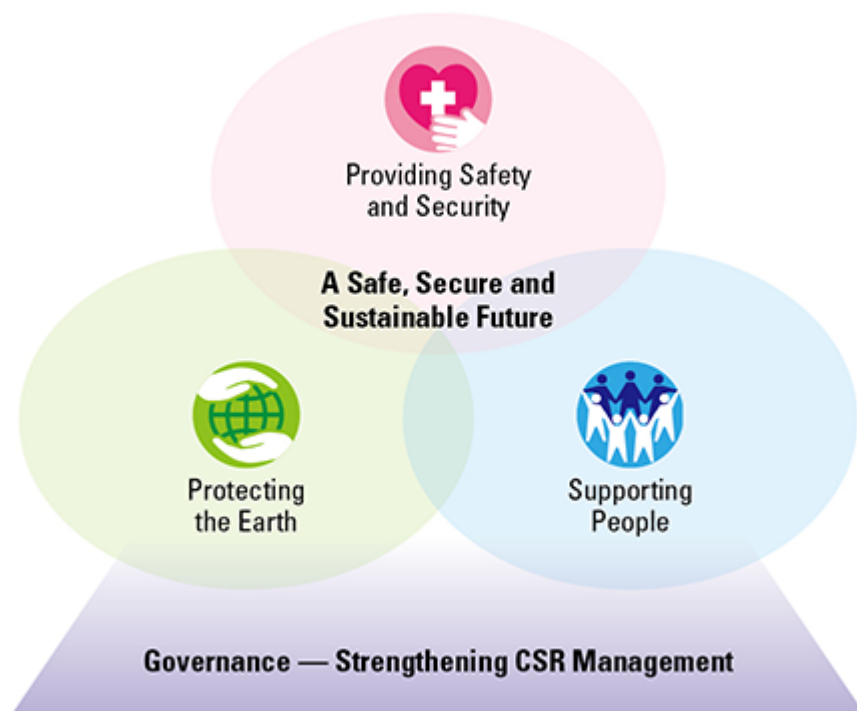 Providing Safety
and Security
A Safe, Secure and
Sustainable Future
Protecting
the Earth
Supporting
People
Governance — Strengthening CSR Management